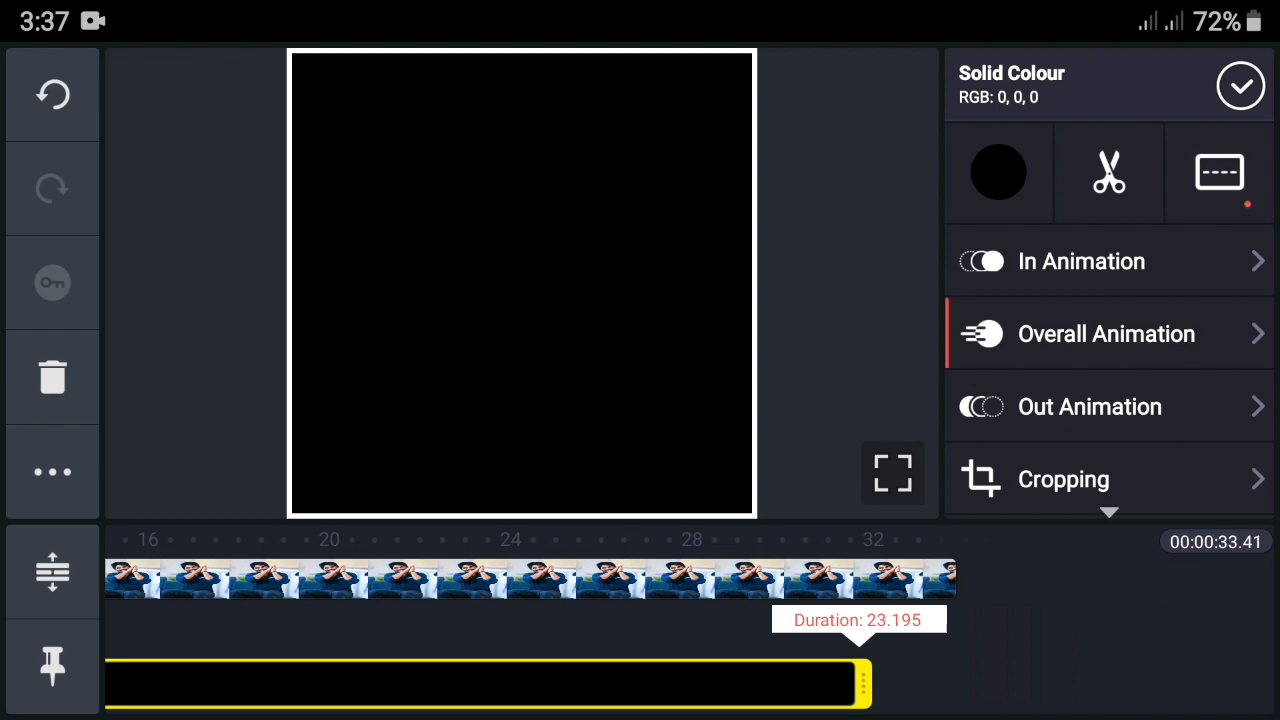 3:37
72%
Solid Colour
RGB: 0, 0, 0
In Animation
Overall Animation
Out Animation
Cropping
16 20 24 28 32
00:00:33.41
Duration: 23.195